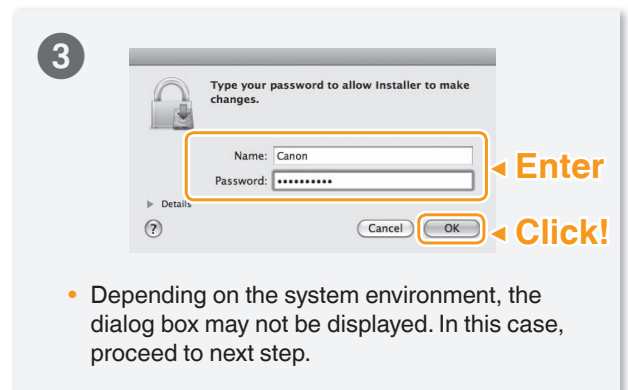 3
Type your password to allow Installer to make
changes.
Name: Canon
Password: ••••••••••
Enter
Details
?
Cancel
OK
Click!
• Depending on the system environment, the
dialog box may not be displayed. In this case,
proceed to next step.